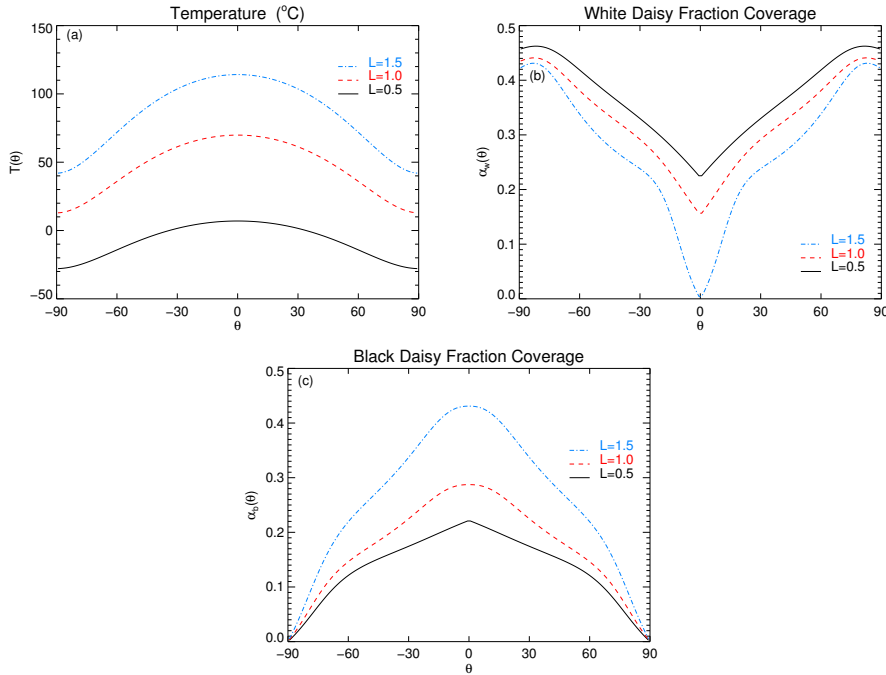 Temperature (°C)
(a)
L=1.5
L=1.0
L=0.5
T(θ)
150
100
50
0
−50
−90 −60 −30 0 30 60 90
θ
White Daisy Fraction Coverage
(b)
L=1.5
L=1.0
L=0.5
α_w(θ)
0.5
0.4
0.3
0.2
0.1
0.0
−90 −60 −30 0 30 60 90
θ
Black Daisy Fraction Coverage
(c)
L=1.5
L=1.0
L=0.5
α_b(θ)
0.5
0.4
0.3
0.2
0.1
0.0
−90 −60 −30 0 30 60 90
θ